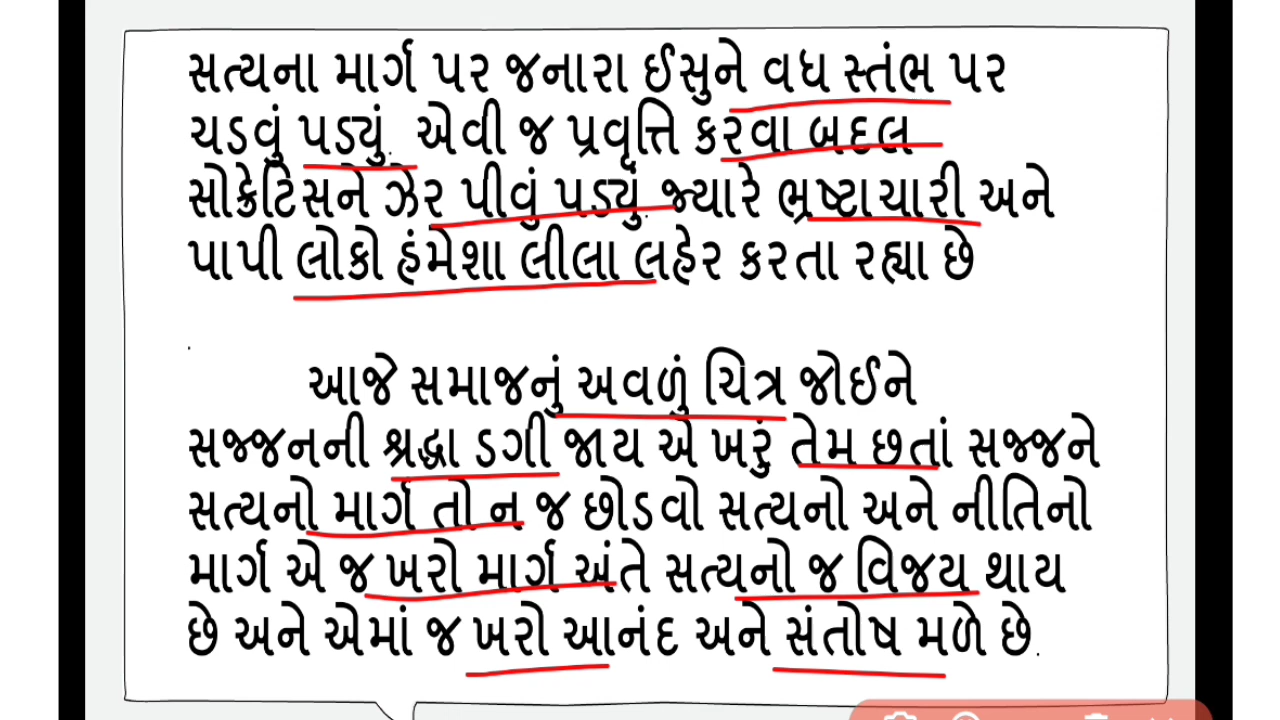 સત્યના માર્ગ પર જનારા ઈસુને વધ સ્તંભ પર
ચડવું પડ્યું. એવી જ પ્રવૃત્તિ કરવા બદલ
સોક્રેટિસને ઝેર પીવું પડ્યું. જ્યારે ભ્રષ્ટાચારી અને
પાપી લોકો હંમેશા લીલા લહેર કરતા રહ્યા છે
.
આજે સમાજનું અવળું ચિત્ર જોઈને
સજ્જનની શ્રદ્ધા ડગી જાય એ ખરું તેમ છતાં સજ્જને
સત્યનો માર્ગ તો ન જ છોડવો સત્યનો અને નીતિનો
માર્ગ એ જ ખરો માર્ગ અંતે સત્યનો જ વિજય થાય
છે અને એમાં જ ખરો આનંદ અને સંતોષ મળે છે.